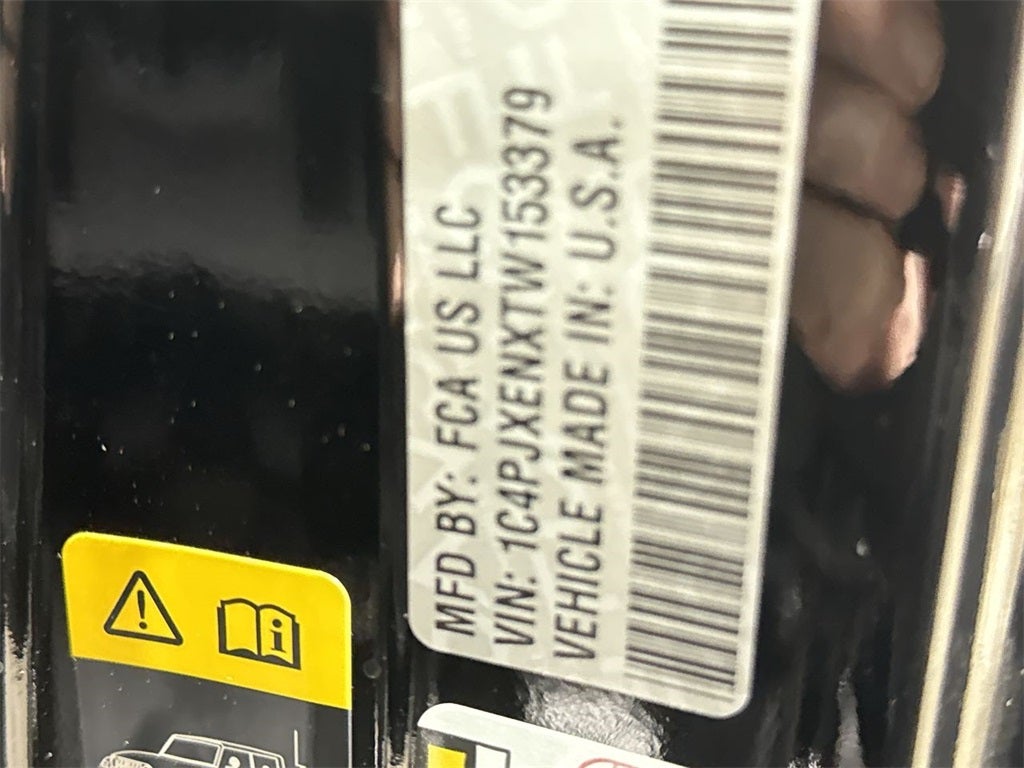 MFD BY: FCA US LLC
VIN: 1C4PJXENXTW153379
VEHICLE MADE IN: U.S.A.